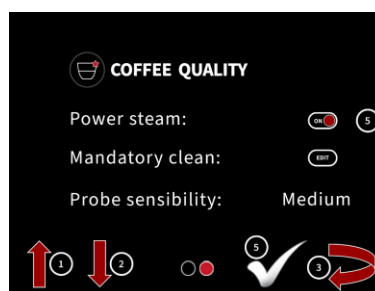 COFFEE QUALITY
Power steam: ON 5
Mandatory clean: EDIT
Probe sensibility: Medium
1 2 5 3